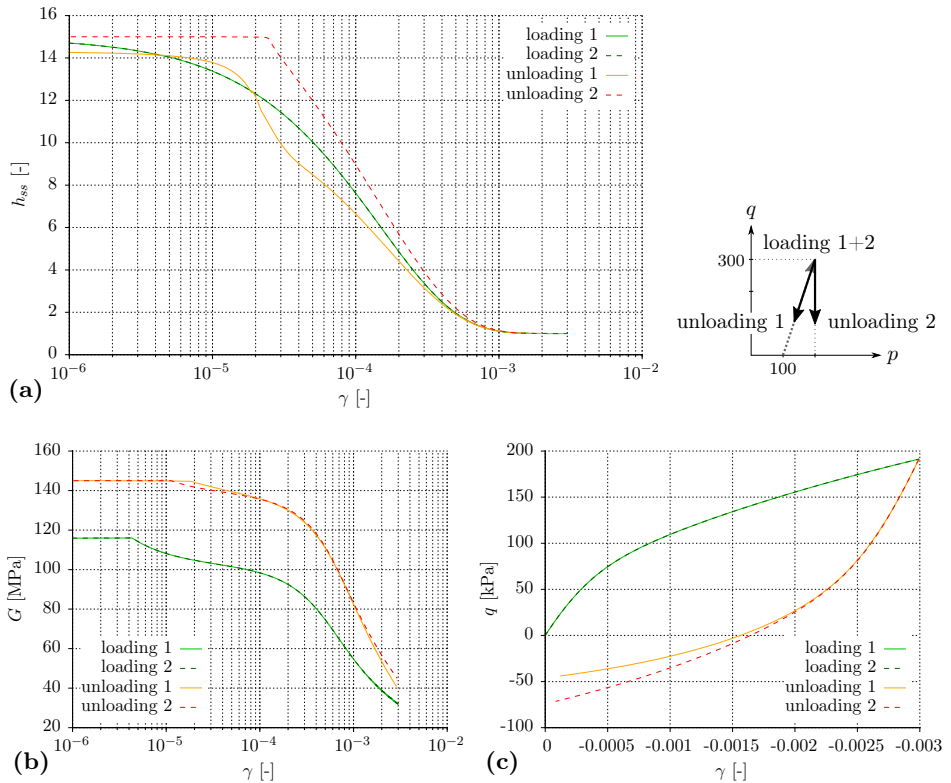 16
14
12
10
8
6
4
2
0
h_ss [-]
10^-6
10^-5
10^-4
10^-3
10^-2
γ [-]
loading 1
loading 2
unloading 1
unloading 2
(a)
q
300
loading 1+2
unloading 1
unloading 2
100
p
160
140
120
100
80
60
40
20
G [MPa]
loading 1
loading 2
unloading 1
unloading 2
10^-6
10^-5
10^-4
10^-3
10^-2
γ [-]
(b)
200
150
100
50
0
-50
-100
q [kPa]
loading 1
loading 2
unloading 1
unloading 2
0
-0.0005
-0.001
-0.0015
-0.002
-0.0025
-0.003
γ [-]
(c)